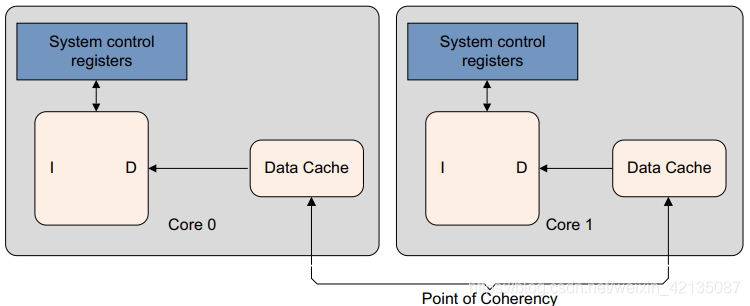 System control
registers
System control
registers
I
D
Data Cache
I
D
Data Cache
Core 0
Core 1
https://blog.csdn.net/weixin_42135087
Point of Coherency